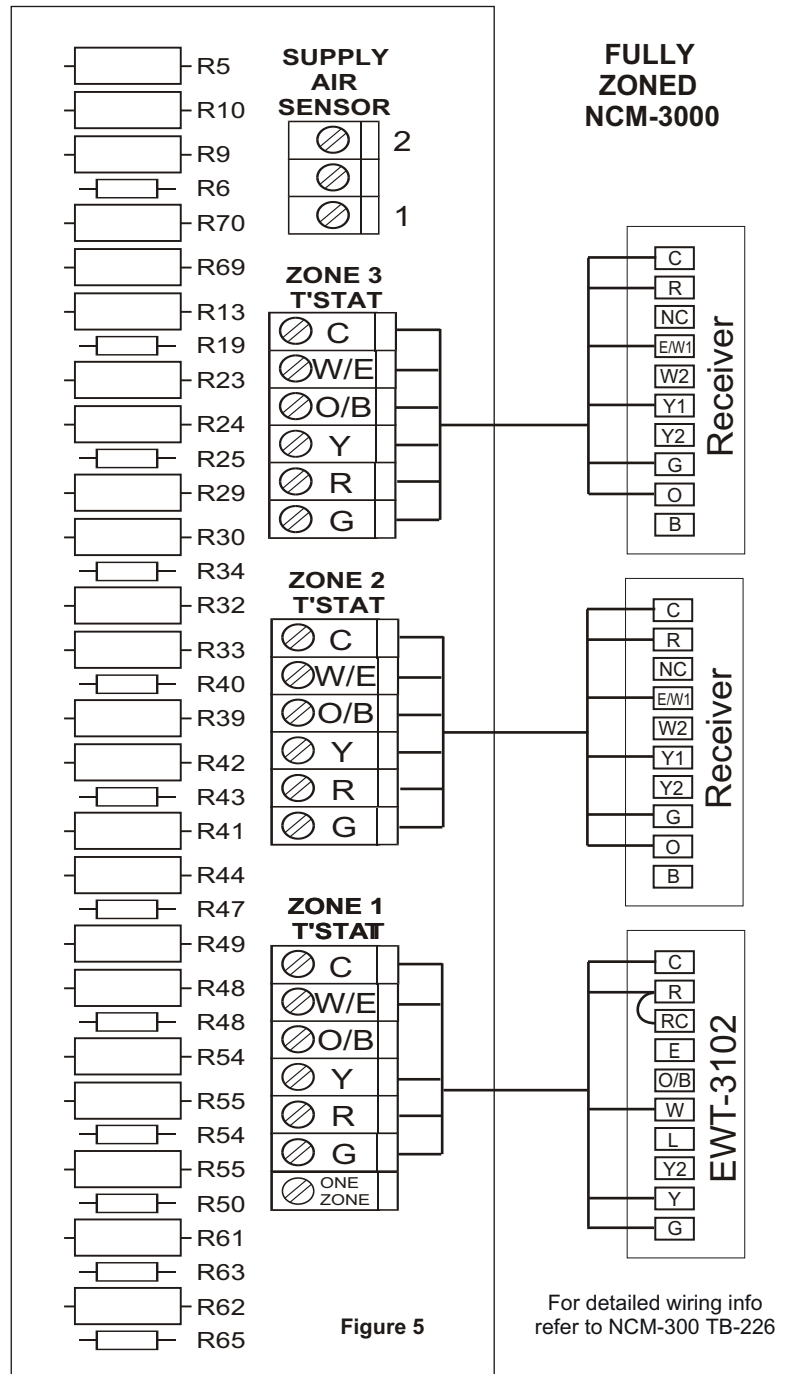 R5
R10
R9
R6
R70
R69
R13
R19
R23
R24
R25
R29
R30
R34
R32
R33
R40
R39
R42
R43
R41
R44
R47
R49
R48
R48
R54
R55
R54
R55
R50
R61
R63
R62
R65
SUPPLY
AIR
SENSOR
2
1
ZONE 3
T'STAT
C
W/E
O/B
Y
R
G
ZONE 2
T'STAT
C
W/E
O/B
Y
R
G
ZONE 1
T'STAT
C
W/E
O/B
Y
R
G
ONE
ZONE
Figure 5
FULLY
ZONED
NCM-3000
C
R
NC
E/W1
W2
Y1
Y2
G
O
B
Receiver
C
R
NC
E/W1
W2
Y1
Y2
G
O
B
Receiver
C
R
RC
E
O/B
W
L
Y2
Y
G
EWT-3102
For detailed wiring info
refer to NCM-300 TB-226